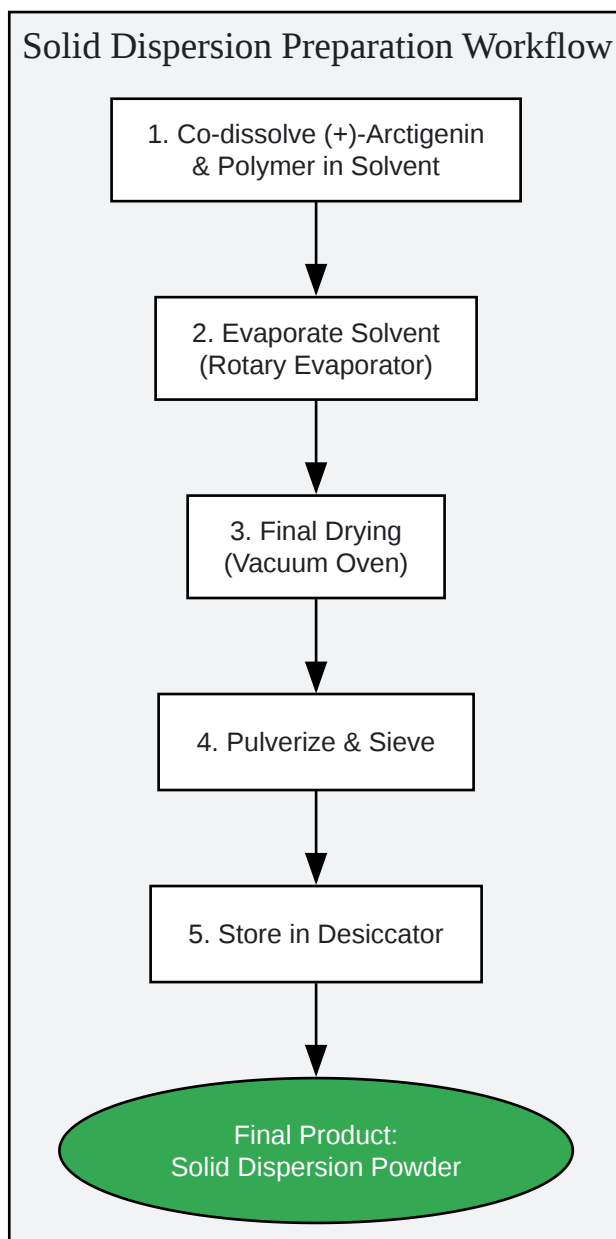 Solid Dispersion Preparation Workflow
1. Co-dissolve (+)-Arctigenin
& Polymer in Solvent
2. Evaporate Solvent
(Rotary Evaporator)
3. Final Drying
(Vacuum Oven)
4. Pulverize & Sieve
5. Store in Desiccator
Final Product:
Solid Dispersion Powder